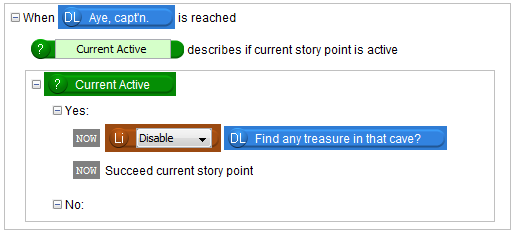 When DL Aye, capt'n. is reached
? Current Active describes if current story point is active
? Current Active
Yes:
NOW Li Disable DL Find any treasure in that cave?
NOW Succeed current story point
No: